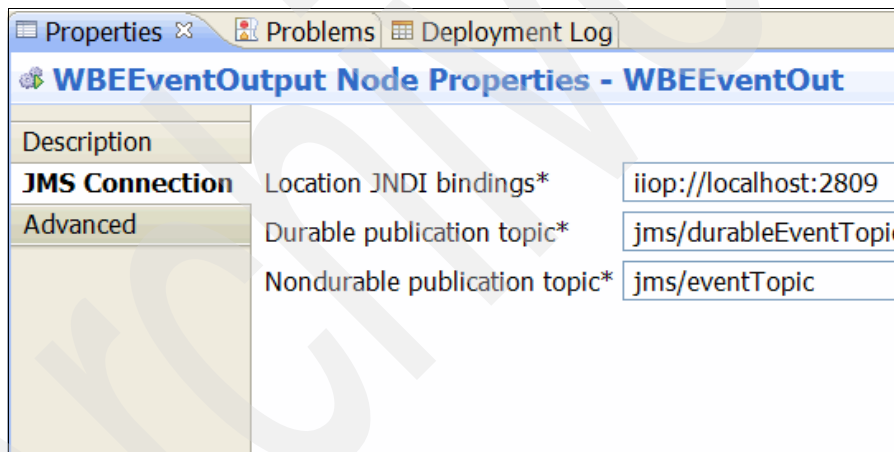 Properties Problems Deployment Log
WBEEventOutput Node Properties - WBEEventOut
Description
JMS Connection Location JNDI bindings* iiop://localhost:2809
Advanced Durable publication topic*
Nondurable publication topic* jms/eventTopic